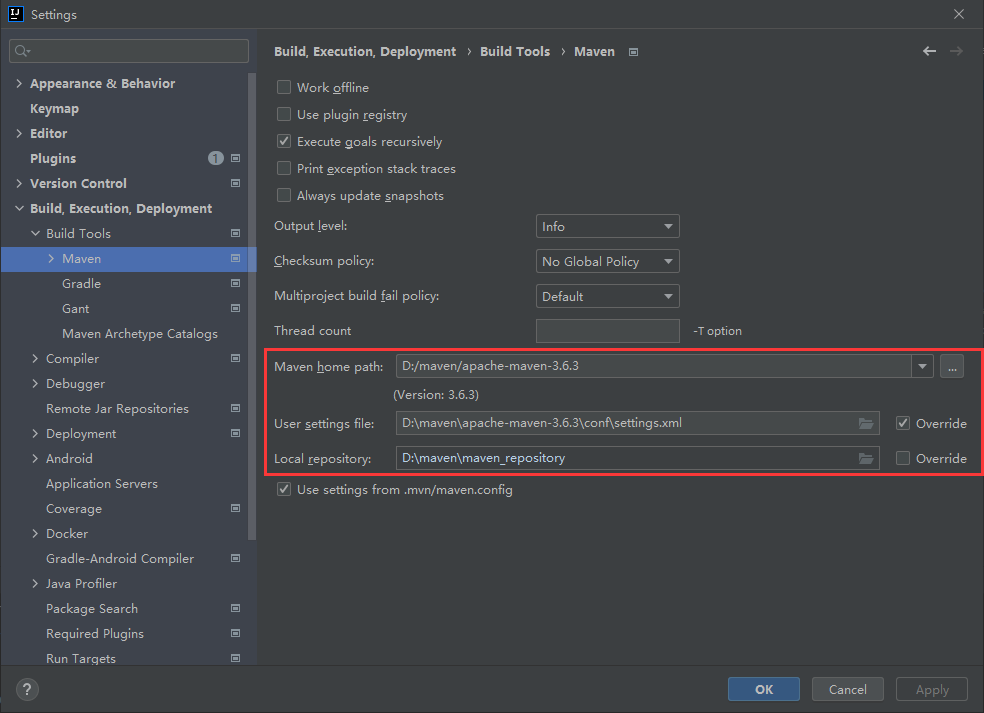 Settings
Build, Execution, Deployment › Build Tools › Maven
Appearance & Behavior
Keymap
Editor
Plugins 1
Version Control
Build, Execution, Deployment
Build Tools
Maven
Gradle
Gant
Maven Archetype Catalogs
Compiler
Debugger
Remote Jar Repositories
Deployment
Android
Application Servers
Coverage
Docker
Gradle-Android Compiler
Java Profiler
Package Search
Required Plugins
Run Targets
Work offline
Use plugin registry
Execute goals recursively
Print exception stack traces
Always update snapshots
Output level: Info
Checksum policy: No Global Policy
Multiproject build fail policy: Default
Thread count -T option
Maven home path: D:/maven/apache-maven-3.6.3 ...
(Version: 3.6.3)
User settings file: D:\maven\apache-maven-3.6.3\conf\settings.xml Override
Local repository: D:\maven\maven_repository Override
Use settings from .mvn/maven.config
? OK Cancel Apply